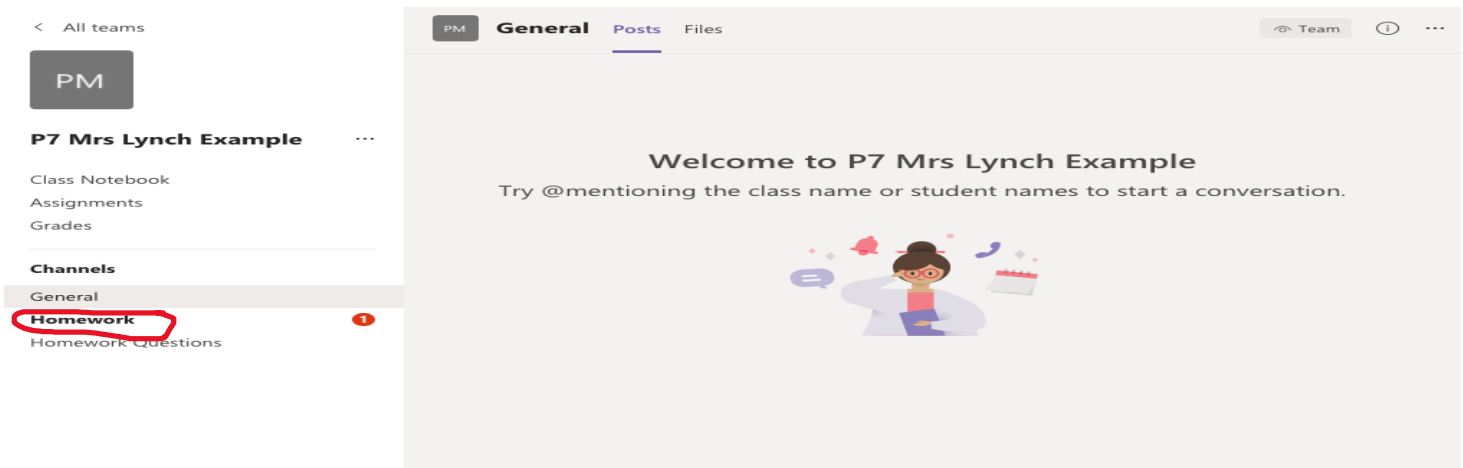 < All teams
PM
P7 Mrs Lynch Example ...
Class Notebook
Assignments
Grades
Channels
General
Homework 1
Homework Questions
PM General Posts Files Team ...
Welcome to P7 Mrs Lynch Example
Try @mentioning the class name or student names to start a conversation.